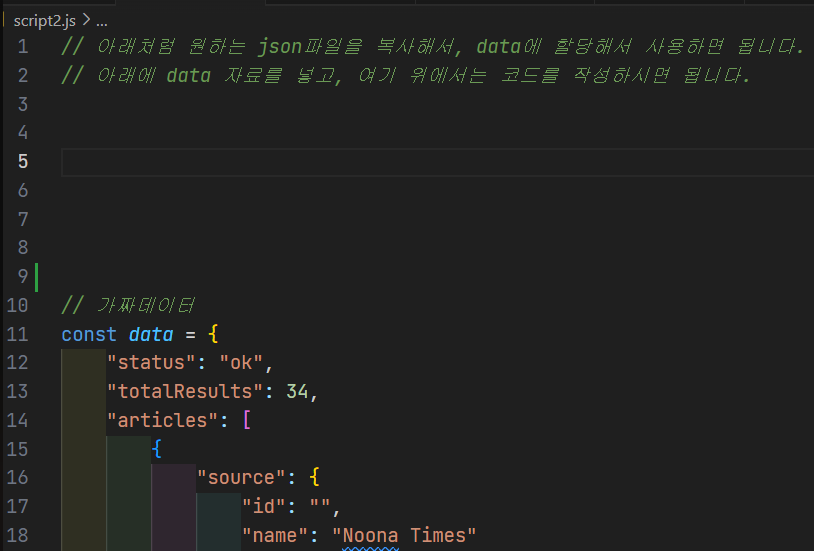 script2.js > ...
1 // 아래처럼 원하는 json파일을 복사해서, data에 할당해서 사용하면 됩니다.
2 // 아래에 data 자료를 넣고, 여기 위에서는 코드를 작성하시면 됩니다.
3
4
5
6
7
8
9
10 // 가짜데이터
11 const data = {
12 "status": "ok",
13 "totalResults": 34,
14 "articles": [
15 {
16 "source": {
17 "id": "",
18 "name": "Noona Times"